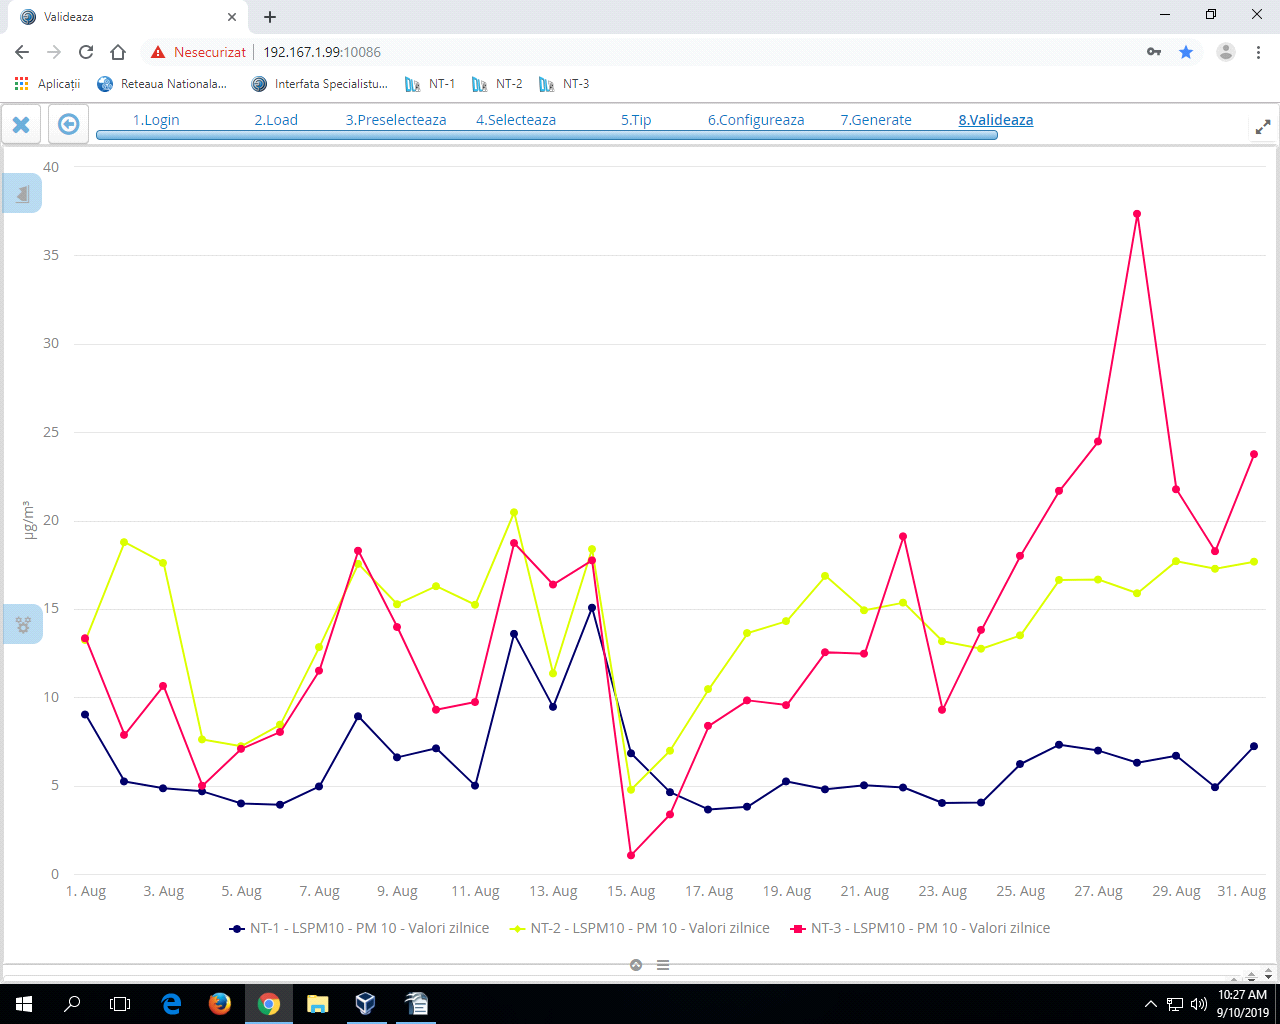 Valideaza
Nesecurizat 192.167.1.99:10086
Aplicații Reteaua Nationala... Interfata Specialistu... NT-1 NT-2 NT-3
1.Login 2.Load 3.Preselecteaza 4.Selecteaza 5.Tip 6.Configureaza 7.Generate 8.Valideaza
40
35
30
25
20
15
10
5
0
µg/m³
1. Aug 3. Aug 5. Aug 7. Aug 9. Aug 11. Aug 13. Aug 15. Aug 17. Aug 19. Aug 21. Aug 23. Aug 25. Aug 27. Aug 29. Aug 31. Aug
NT-1 - LSPM10 - PM 10 - Valori zilnice NT-2 - LSPM10 - PM 10 - Valori zilnice NT-3 - LSPM10 - PM 10 - Valori zilnice
10:27 AM
9/10/2019